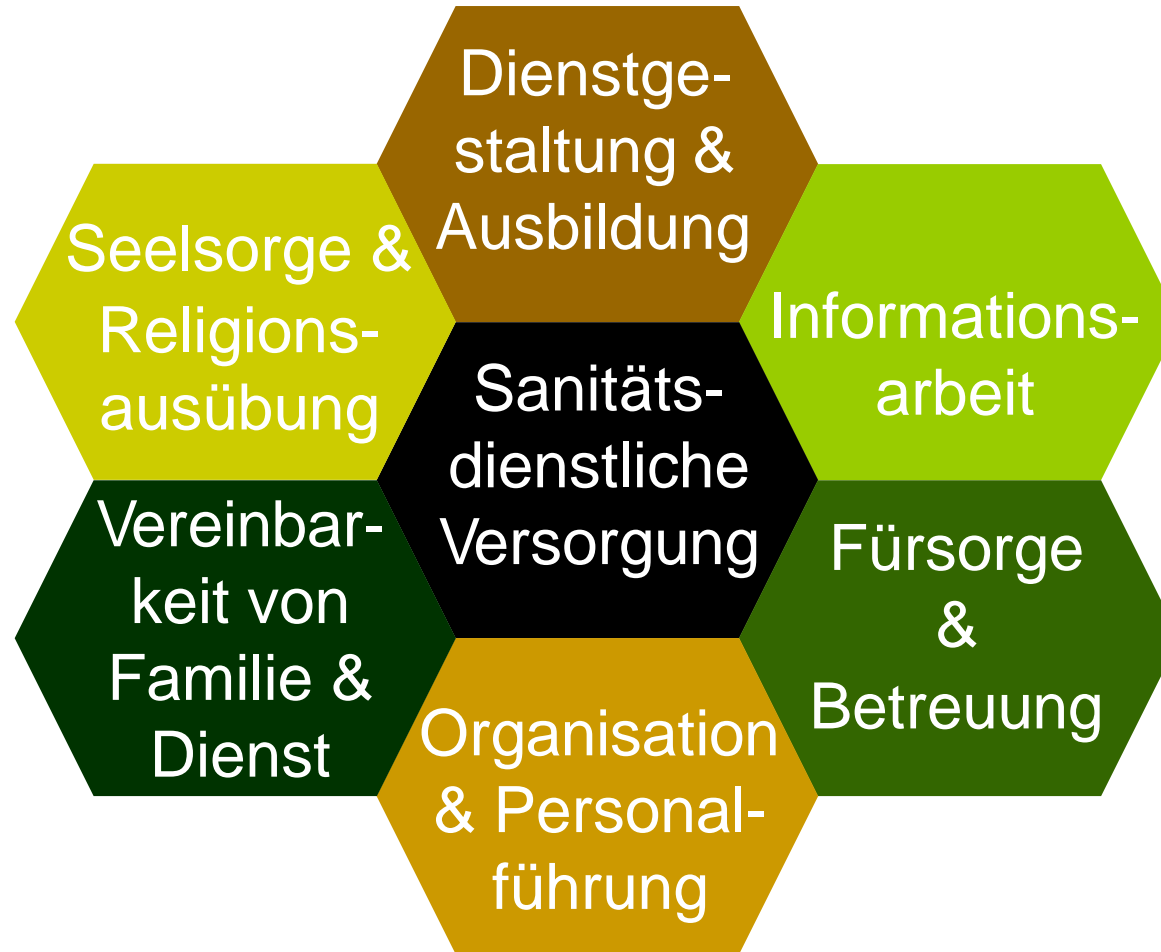 Dienstge-
staltung &
Ausbildung
Seelsorge &
Religions-
ausübung
Informations-
arbeit
Sanitäts-
dienstliche
Versorgung
Vereinbar-
keit von
Familie &
Dienst
Fürsorge
&
Betreuung
Organisation
& Personal-
führung